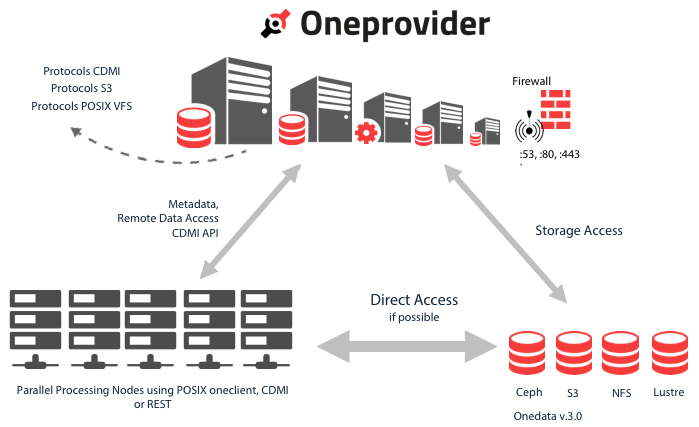 Oneprovider
Protocols CDMI
Protocols S3
Protocols POSIX VFS
Firewall
:53, :80, :443
Metadata,
Remote Data Access
CDMI API
Storage Access
Direct Access
if possible
Parallel Processing Nodes using POSIX oneclient, CDMI
or REST
Ceph S3 NFS Lustre
Onedata v.3.0